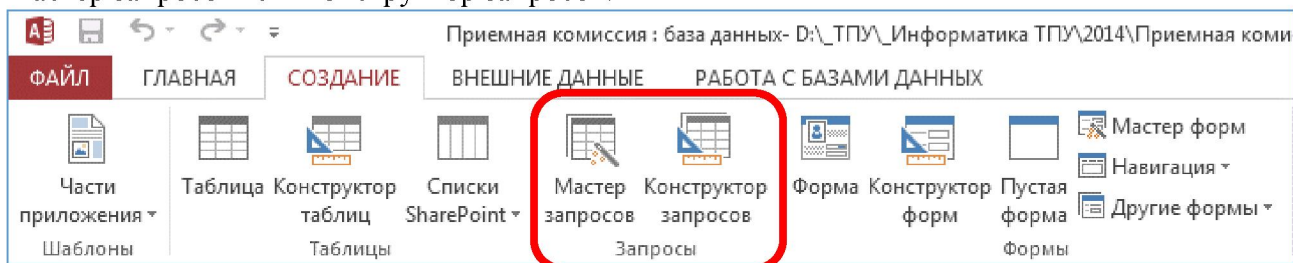 Приемная комиссия : база данных- D:\_ТПУ\_Информатика ТПУ\2014\Приемная коми
ФАЙЛ ГЛАВНАЯ СОЗДАНИЕ ВНЕШНИЕ ДАННЫЕ РАБОТА С БАЗАМИ ДАННЫХ
Части приложения
Таблица
Конструктор таблиц
Списки SharePoint
Мастер запросов
Конструктор запросов
Форма
Конструктор форм
Пустая форма
Мастер форм
Навигация
Другие формы
Шаблоны Таблицы Запросы Формы